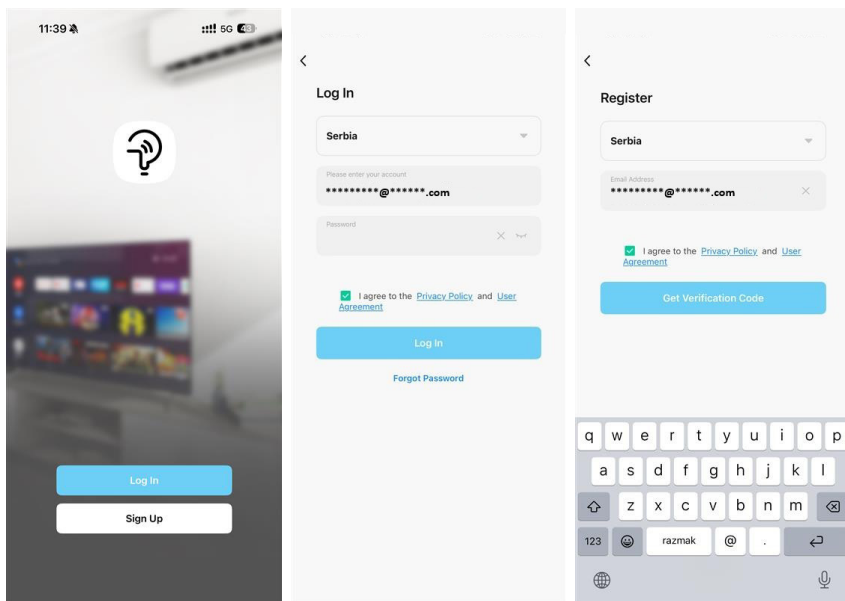 11:39
5G 43
Log In
Sign Up
Log In
Serbia
Please enter your account
*********@******.com
Password
I agree to the Privacy Policy and User
Agreement
Log In
Forgot Password
Register
Serbia
Email Address
*********@******.com
I agree to the Privacy Policy and User
Agreement
Get Verification Code
q w e r t y u i o p
a s d f g h j k l
z x c v b n m
123 razmak @ .